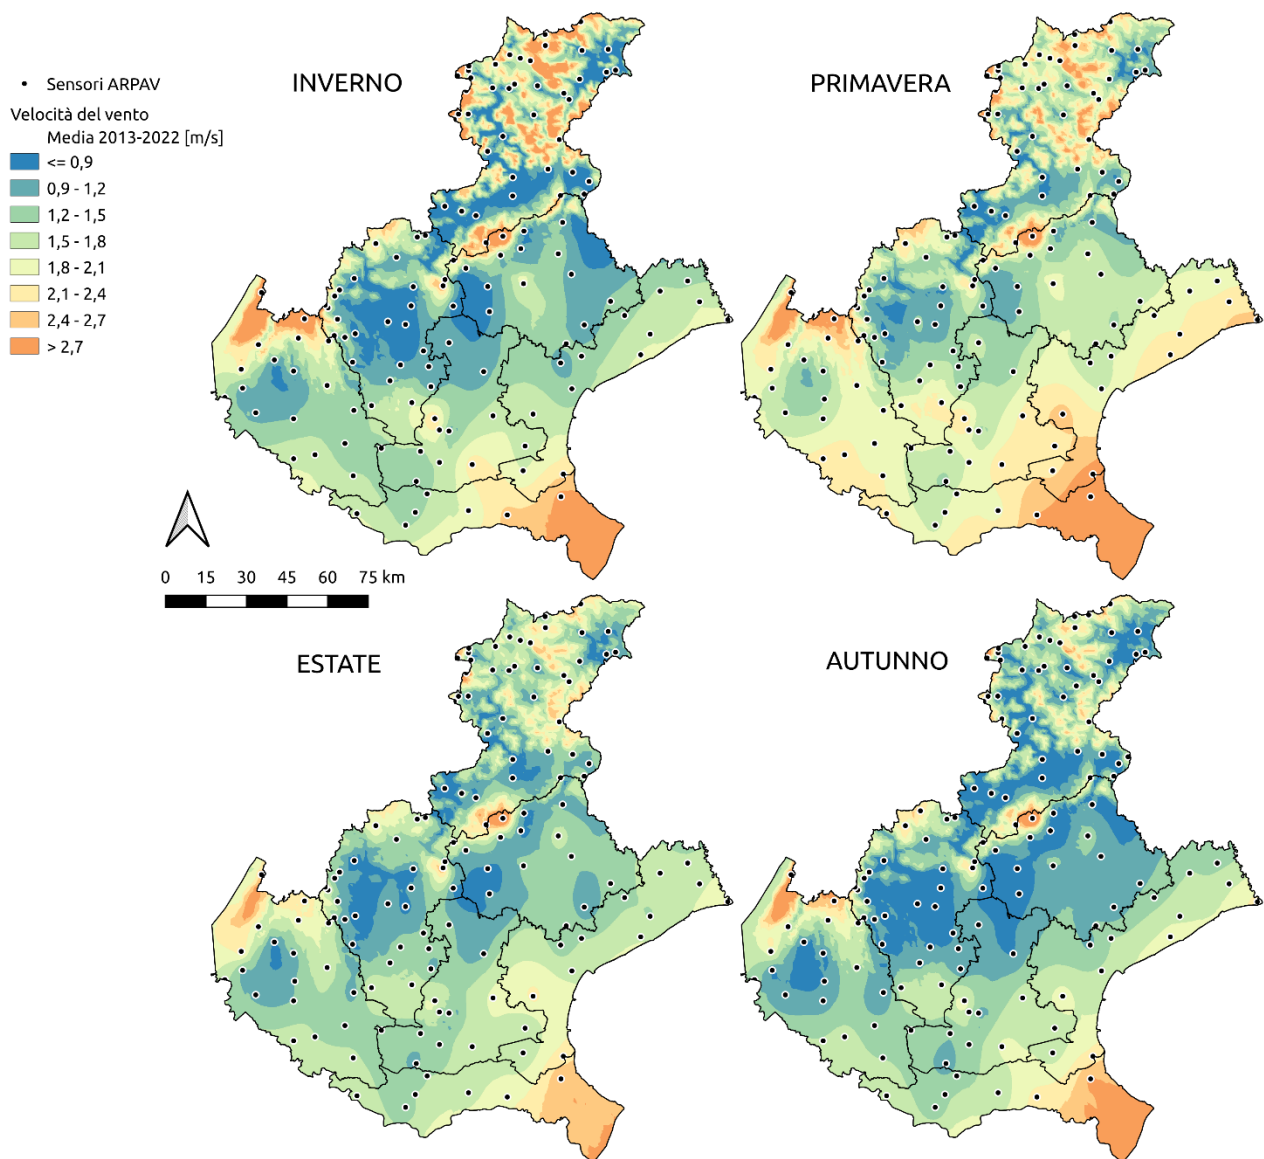 INVERNO
PRIMAVERA
Sensori ARPAV
Velocità del vento
Media 2013-2022 [m/s]
<= 0,9
0,9 - 1,2
1,2 - 1,5
1,5 - 1,8
1,8 - 2,1
2,1 - 2,4
2,4 - 2,7
> 2,7
0 15 30 45 60 75 km
ESTATE
AUTUNNO